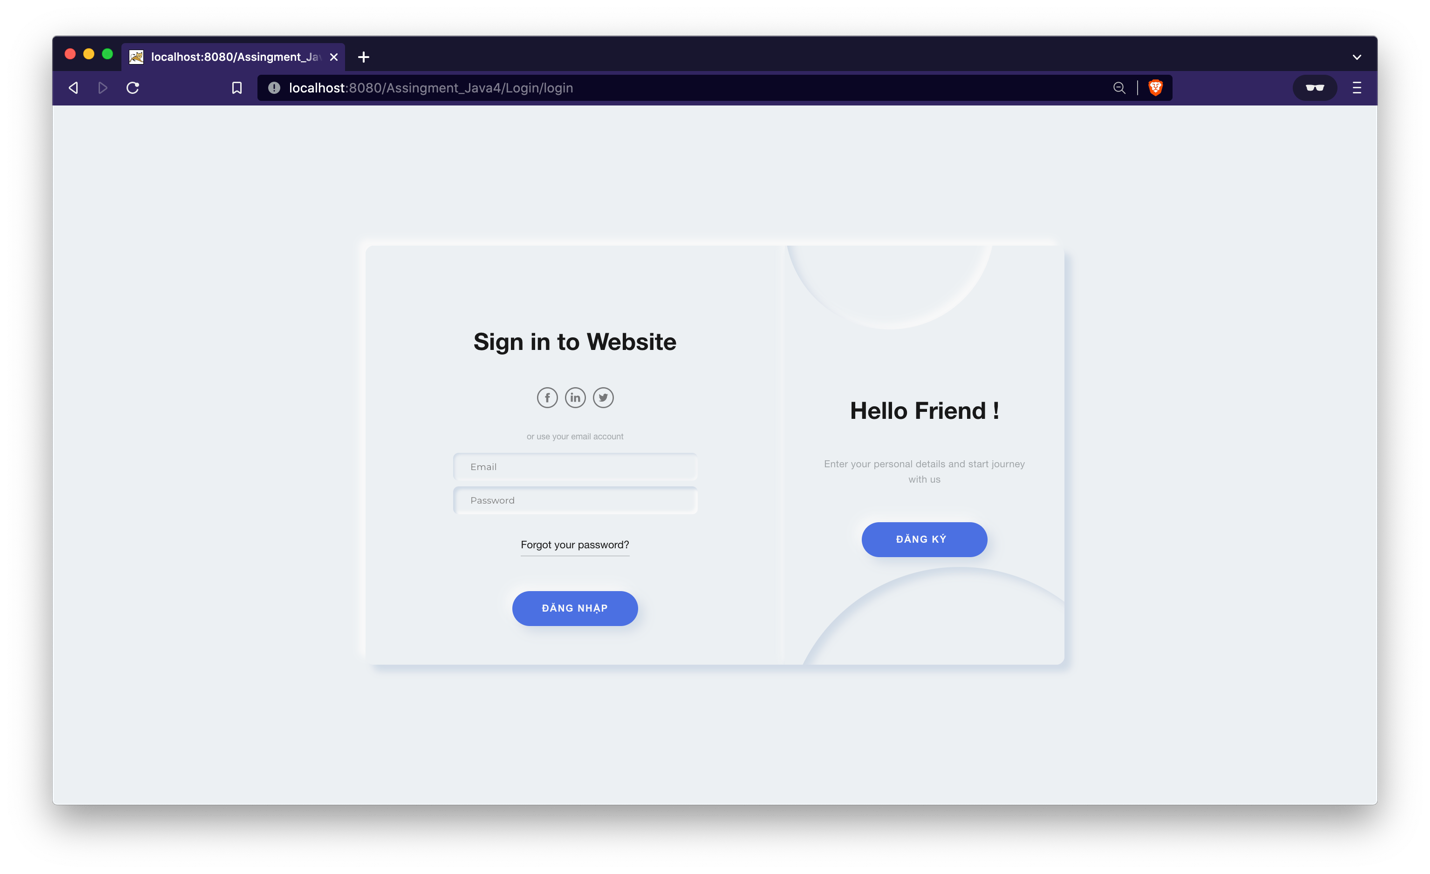 localhost:8080/Assingment_Ja
localhost:8080/Assingment_Java4/Login/login
Sign in to Website
f in
or use your email account
Email
Password
Forgot your password?
ĐĂNG NHẬP
Hello Friend !
Enter your personal details and start journey
with us
ĐĂNG KÝ